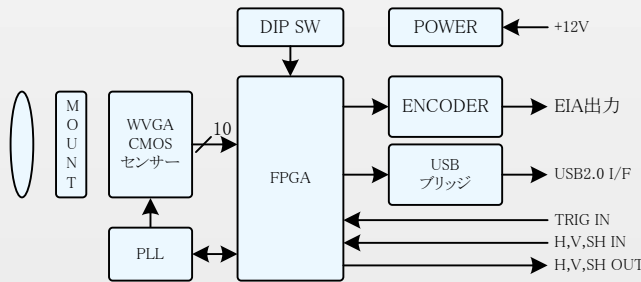 DIP SW
POWER
+12V
M
O
U
N
T
WVGA
CMOS
センサー
10
FPGA
ENCODER
EIA出力
USB
ブリッジ
USB2.0 I/F
TRIG IN
H,V,SH IN
PLL
H,V,SH OUT